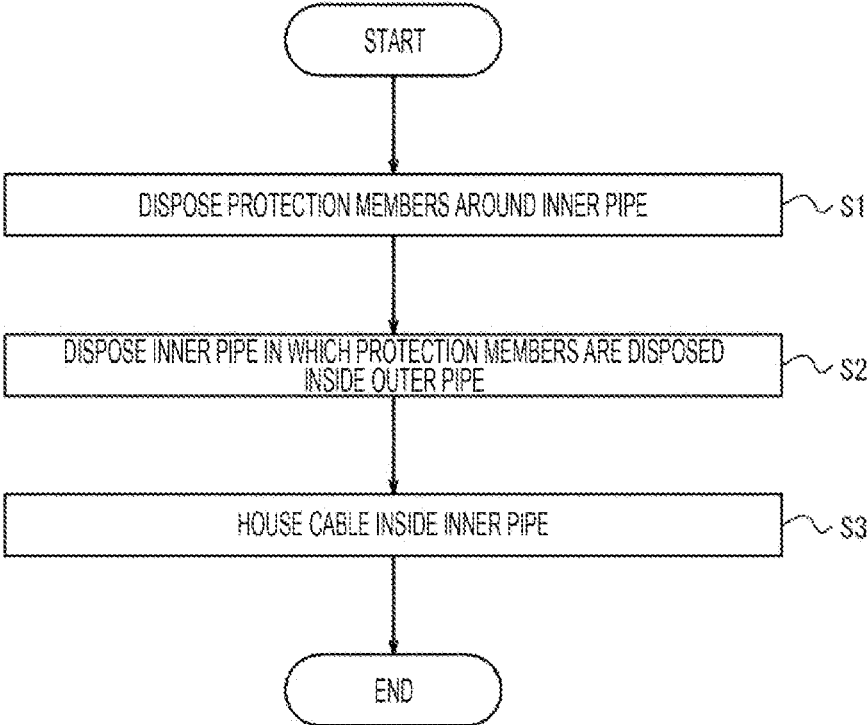 START
DISPOSE PROTECTION MEMBERS AROUND INNER PIPE
S1
DISPOSE INNER PIPE IN WHICH PROTECTION MEMBERS ARE DISPOSED
INSIDE OUTER PIPE
S2
HOUSE CABLE INSIDE INNER PIPE
S3
END